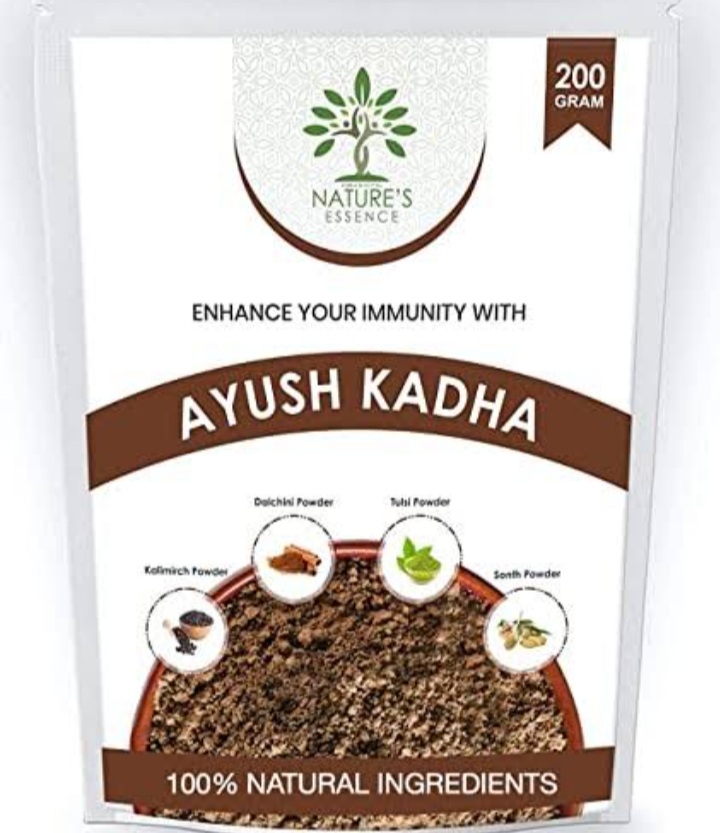 200
GRAM
NATURE'S
ESSENCE
ENHANCE YOUR IMMUNITY WITH
AYUSH KADHA
Dalchini Powder
Tulsi Powder
Kalimirch Powder
Sonth Powder
100% NATURAL INGREDIENTS